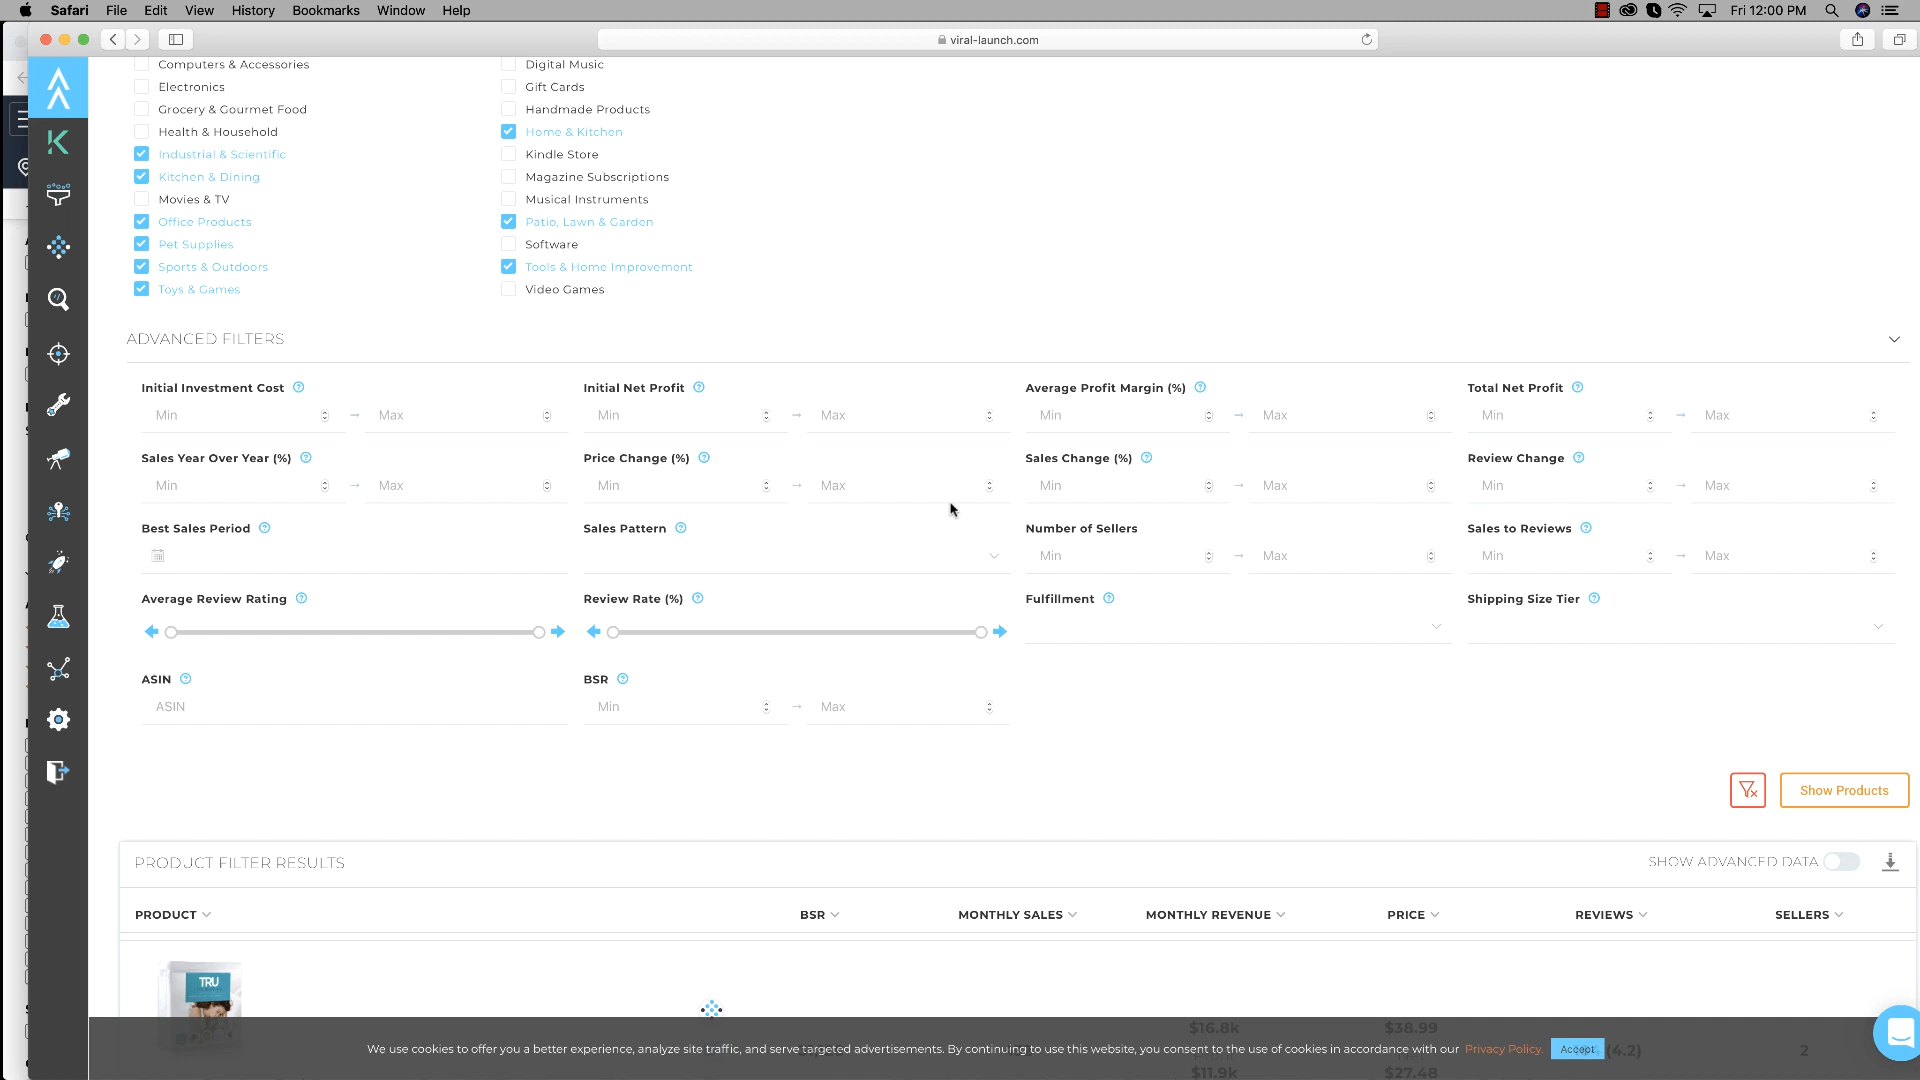 Safari File Edit View History Bookmarks Window Help Fri 12:00 PM
viral-launch.com
Computers & Accessories Digital Music
Electronics Gift Cards
Grocery & Gourmet Food Handmade Products
Health & Household Home & Kitchen
Industrial & Scientific Kindle Store
Kitchen & Dining Magazine Subscriptions
Movies & TV Musical Instruments
Office Products Patio, Lawn & Garden
Pet Supplies Software
Sports & Outdoors Tools & Home Improvement
Toys & Games Video Games
ADVANCED FILTERS
Initial Investment Cost Initial Net Profit Average Profit Margin (%) Total Net Profit
Min → Max Min → Max Min → Max Min → Max
Sales Year Over Year (%) Price Change (%) Sales Change (%) Review Change
Min → Max Min → Max Min → Max Min → Max
Best Sales Period Sales Pattern Number of Sellers Sales to Reviews
Min → Max Min → Max
Average Review Rating Review Rate (%) Fulfillment Shipping Size Tier
ASIN BSR
ASIN Min → Max
Show Products
PRODUCT FILTER RESULTS SHOW ADVANCED DATA
PRODUCT BSR MONTHLY SALES MONTHLY REVENUE PRICE REVIEWS SELLERS
TRU
$16.8k $38.99
We use cookies to offer you a better experience, analyze site traffic, and serve targeted advertisements. By continuing to use this website, you consent to the use of cookies in accordance with our Privacy Policy. Accept (4.2) 2
$11.9k $27.48